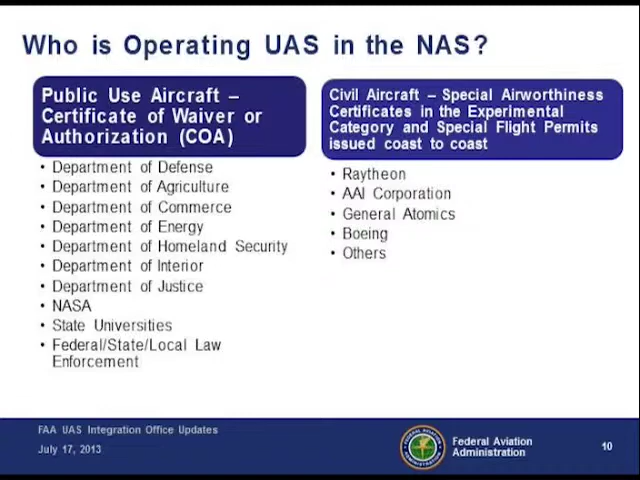 Who is Operating UAS in the NAS?
Public Use Aircraft –
Certificate of Waiver or
Authorization (COA)
• Department of Defense
• Department of Agriculture
• Department of Commerce
• Department of Energy
• Department of Homeland Security
• Department of Interior
• Department of Justice
• NASA
• State Universities
• Federal/State/Local Law
Enforcement
Civil Aircraft – Special Airworthiness
Certificates in the Experimental
Category and Special Flight Permits
issued coast to coast
• Raytheon
• AAI Corporation
• General Atomics
• Boeing
• Others
FAA UAS Integration Office Updates
July 17, 2013
Federal Aviation
Administration
10